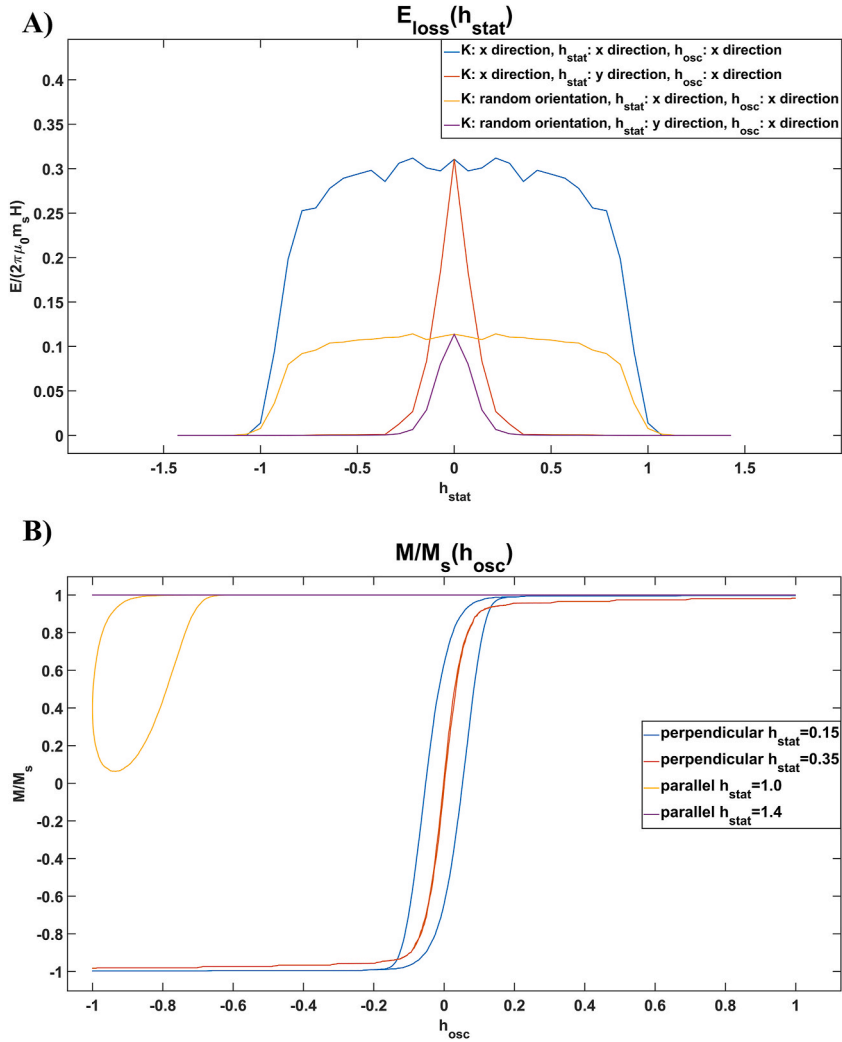 A)
E_loss(h_stat)
K: x direction, h_stat: x direction, h_osc: x direction
K: x direction, h_stat: y direction, h_osc: x direction
K: random orientation, h_stat: x direction, h_osc: x direction
K: random orientation, h_stat: y direction, h_osc: x direction
E/(2πμ_0m_sH)
0.4
0.35
0.3
0.25
0.2
0.15
0.1
0.05
0
-1.5
-1
-0.5
0
0.5
1
1.5
h_stat
B)
M/M_s(h_osc)
M/M_s
1
0.8
0.6
0.4
0.2
0
-0.2
-0.4
-0.6
-0.8
-1
perpendicular h_stat=0.15
perpendicular h_stat=0.35
parallel h_stat=1.0
parallel h_stat=1.4
-1
-0.8
-0.6
-0.4
-0.2
0
0.2
0.4
0.6
0.8
1
h_osc